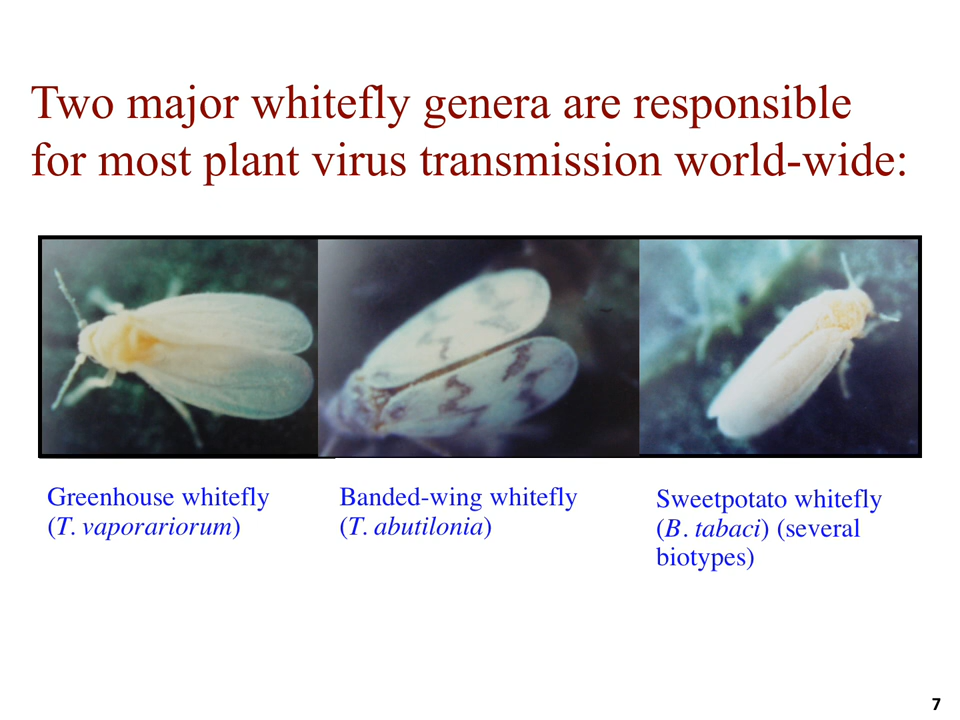 Two major whitefly genera are responsible
for most plant virus transmission world-wide:
Greenhouse whitefly
(T. vaporariorum)
Banded-wing whitefly
(T. abutilonia)
Sweetpotato whitefly
(B. tabaci) (several
biotypes)
7